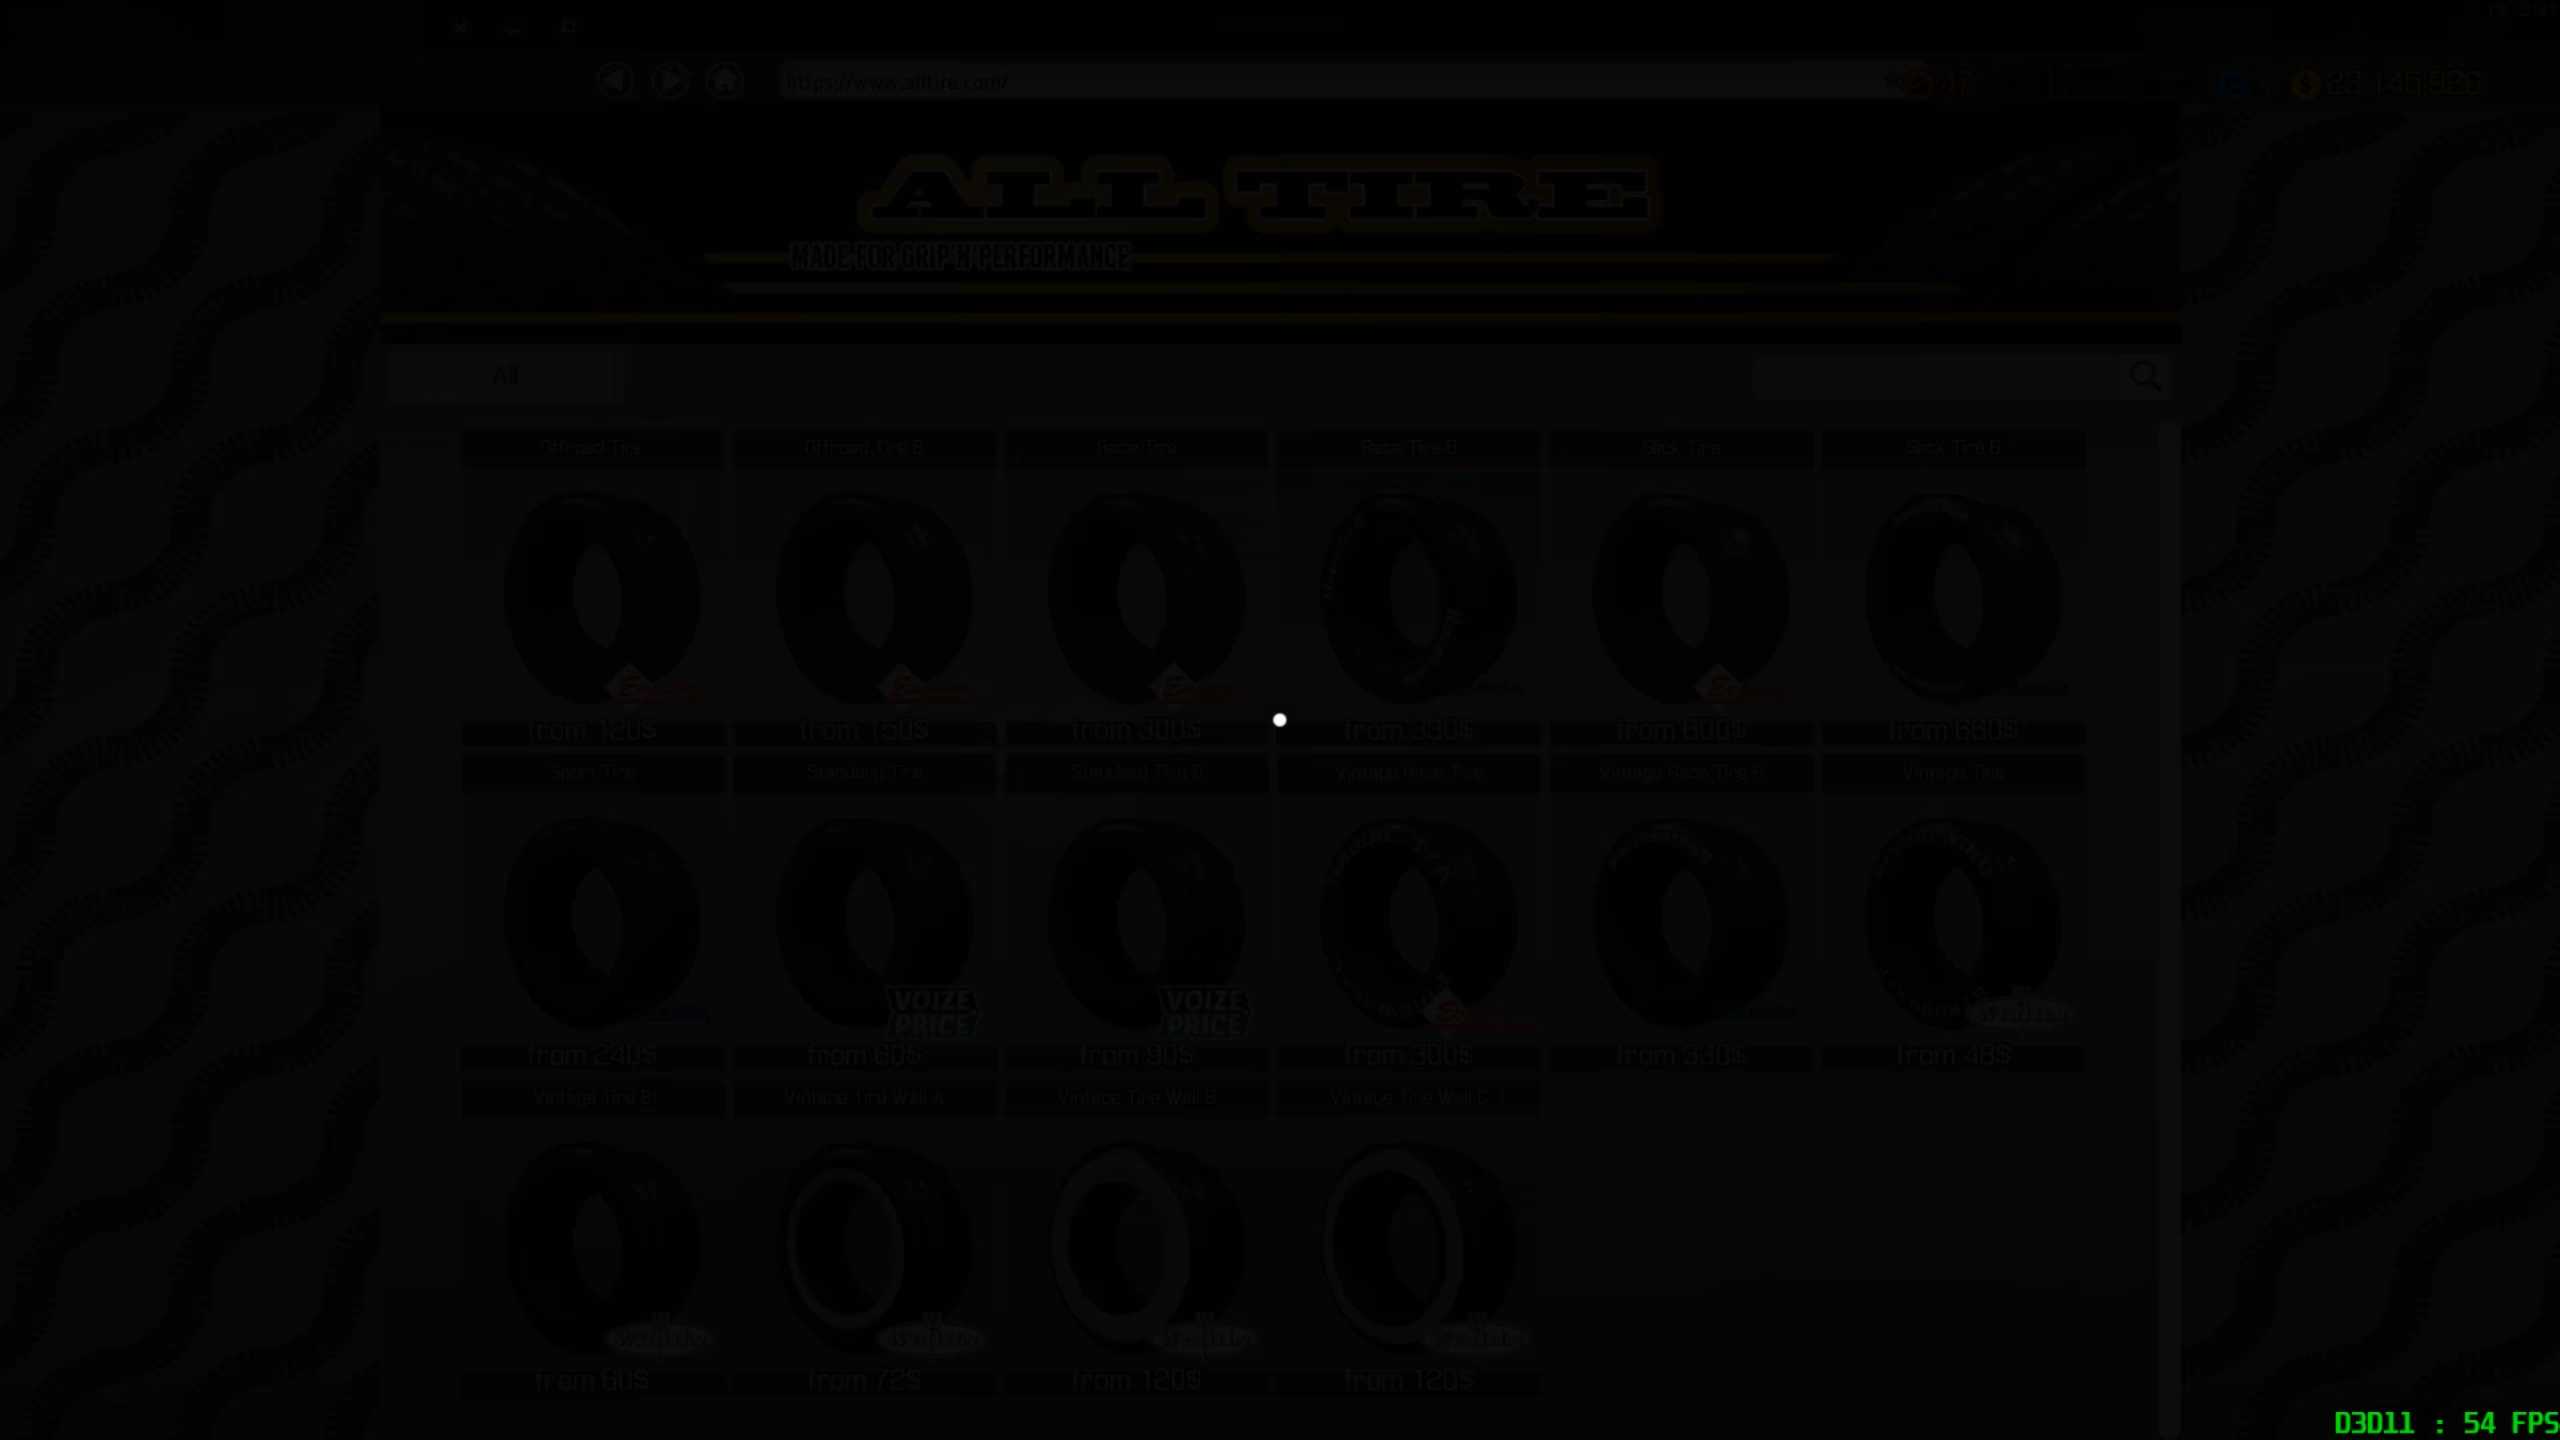 https://www.alltire.com/
23,145,926
ALL TIRE
MADE FOR GRIP'N'PERFORMANCE
All
Offroad Tire
Offroad Tire B
Race Tire
Race Tire B
Slick Tire
Slick Tire B
from 120$
from 150$
from 300$
from 330$
from 600$
from 660$
Sport Tire
Standard Tire
Standard Tire B
Vintage Race Tire
Vintage Race Tire B
Vintage Tire
VOIZE
PRICE
VOIZE
PRICE
from 240$
from 60$
from 90$
from 300$
from 330$
from 48$
Vintage Tire B
Vintage Tire Wall A
Vintage Tire Wall B
Vintage Tire Wall C
from 60$
from 72$
from 120$
from 120$
D3D11 : 54 FPS